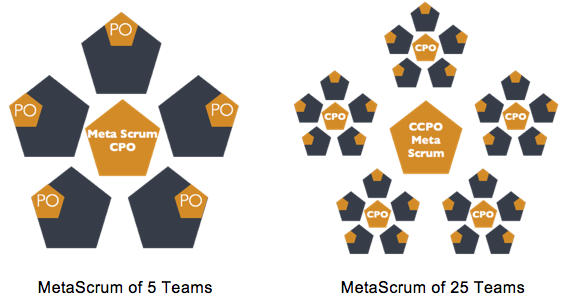 PO
PO
PO
Meta Scrum
CPO
PO
PO
MetaScrum of 5 Teams
CPO
CPO
CPO
CCPO
Meta
Scrum
CPO
CPO
MetaScrum of 25 Teams